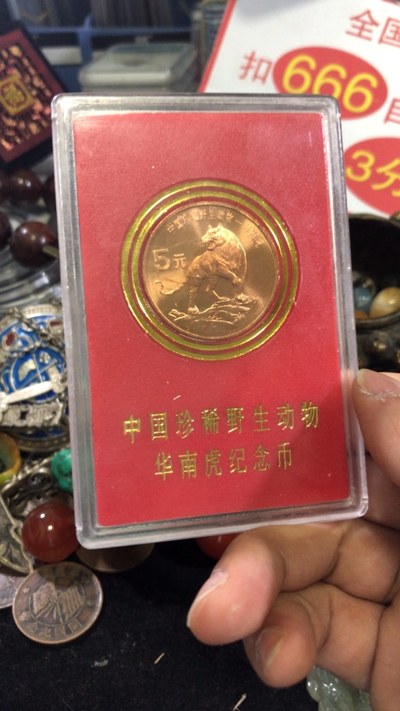 全国
扣666自
3分
5元
中国珍稀野生动物
华南虎纪念币